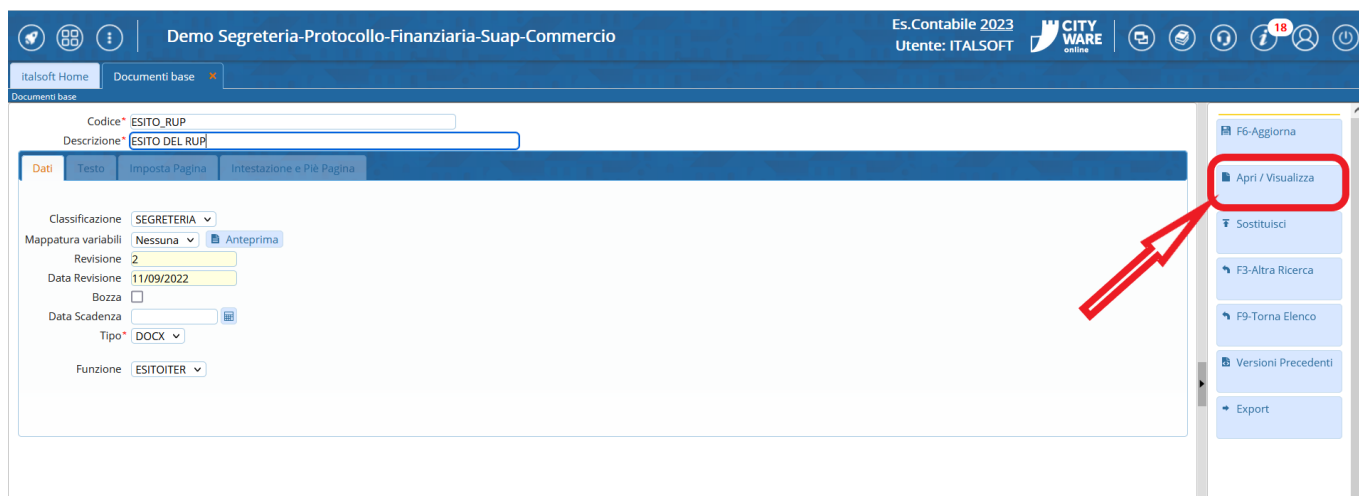 Demo Segreteria-Protocollo-Finanziaria-Suap-Commercio
Es.Contabile 2023
Utente: ITALSOFT
CITY
WARE
online
18
italsoft Home
Documenti base ×
Documenti base
Codice* ESITO_RUP
Descrizione* ESITO DEL RUP
Dati Testo Imposta Pagina Intestazione e Piè Pagina
Classificazione SEGRETERIA
Mappatura variabili Nessuna Anteprima
Revisione 2
Data Revisione 11/09/2022
Bozza
Data Scadenza
Tipo* DOCX
Funzione ESITOITER
F6-Aggiorna
Apri / Visualizza
Sostituisci
F3-Altra Ricerca
F9-Torna Elenco
Versioni Precedenti
Export